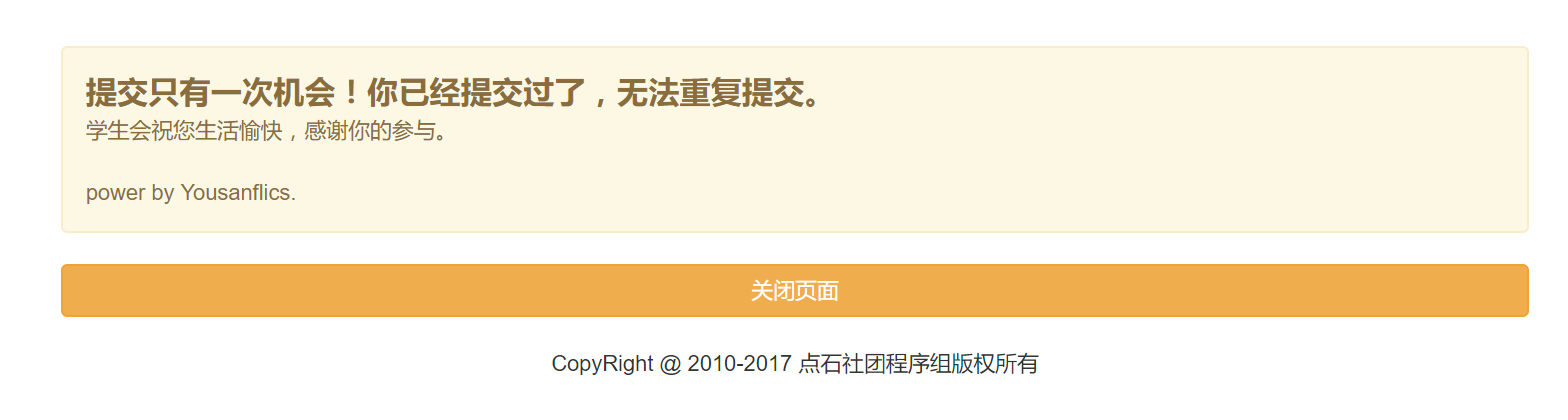 提交只有一次机会！你已经提交过了，无法重复提交。
学生会祝您生活愉快，感谢你的参与。
power by Yousanflics.
关闭页面
CopyRight @ 2010-2017 点石社团程序组版权所有